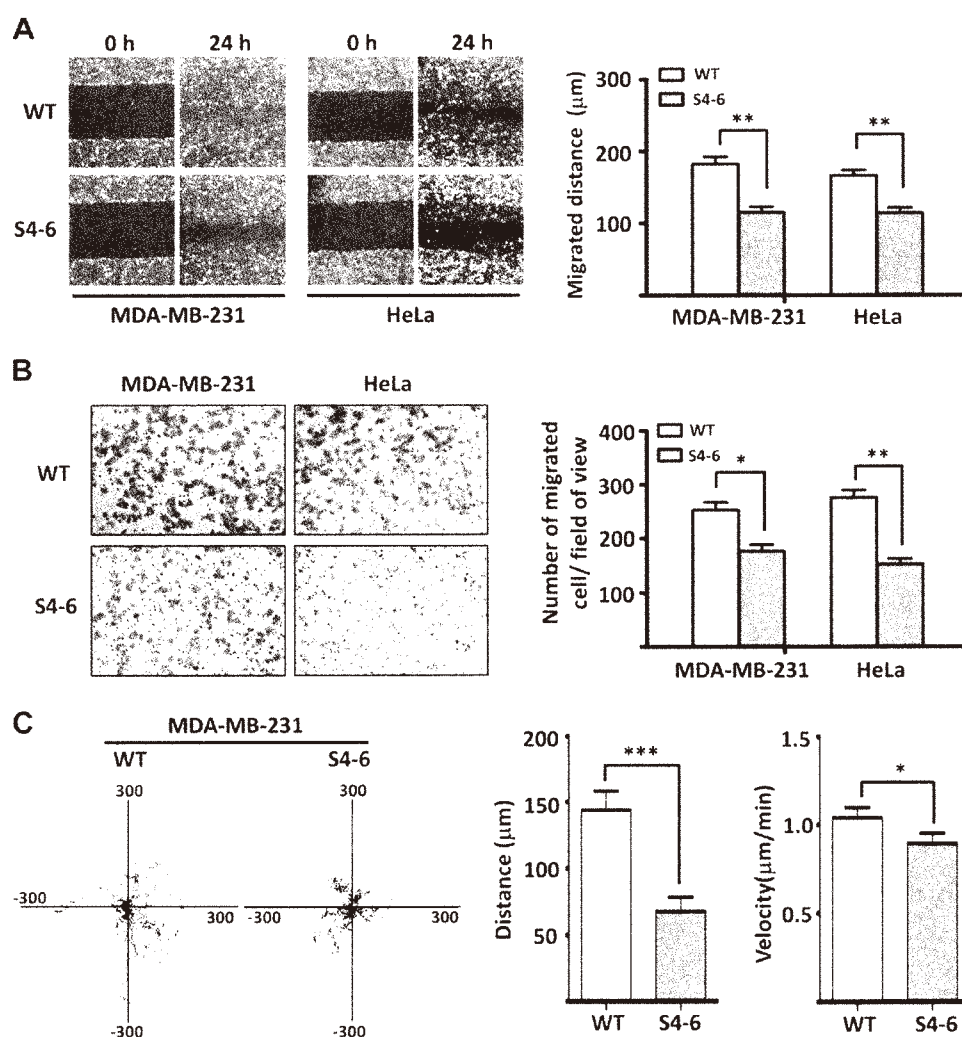 A
0 h 24 h 0 h 24 h
WT
S4-6
MDA-MB-231 HeLa
Migrated distance (μm)
300
200
100
WT
S4-6
** **
MDA-MB-231 HeLa
B
MDA-MB-231 HeLa
WT
S4-6
Number of migrated
cell/ field of view
400
300
200
100
WT
S4-6
* **
MDA-MB-231 HeLa
C
MDA-MB-231
WT S4-6
300 300
-300 300 -300 300
-300 -300
Distance (μm)
200
150
100
50
***
WT S4-6
Velocity(μm/min)
1.5
1.0
0.5
*
WT S4-6